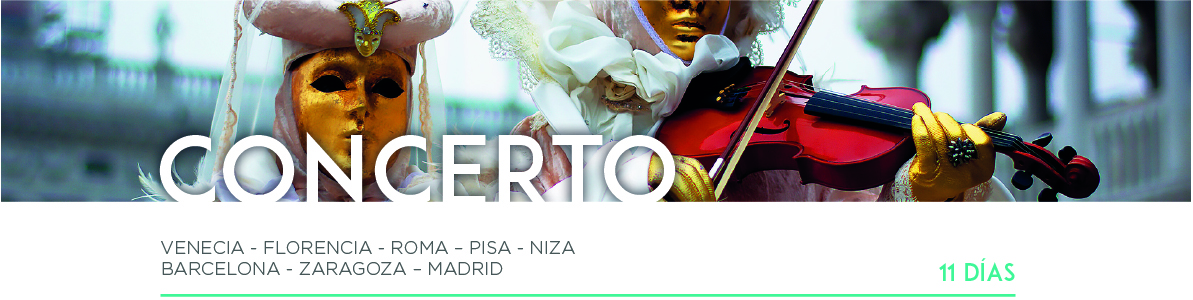 CONCERTO
VENECIA - FLORENCIA - ROMA – PISA - NIZA
BARCELONA - ZARAGOZA – MADRID
11 DÍAS